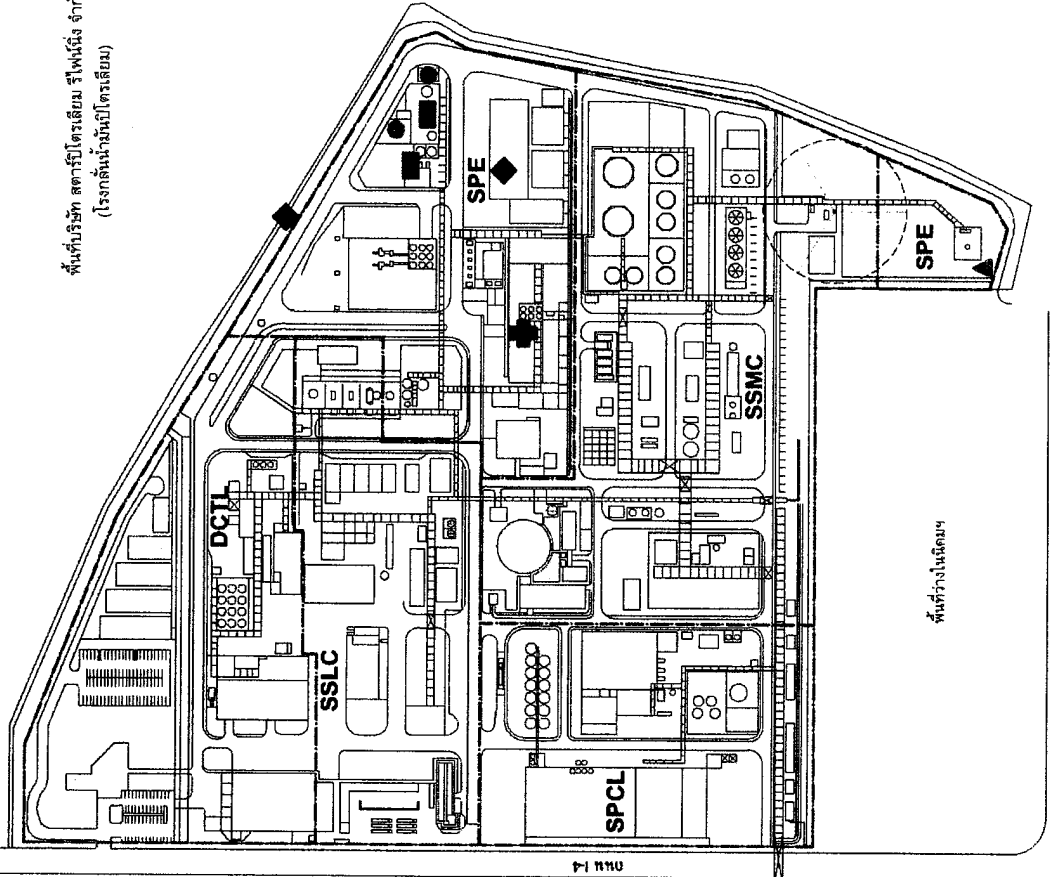 พื้นที่บริษัท สตาร์ปิโตรเลียม รีไฟน์นิ่ง จำกั
(โรงกลั่นน้ำมันปิโตรเลียม)
SPE
DCTL
SSLC
SSMC
SPE
SPCL
พื้นที่ว่างในนิคมฯ
ถนน I-4